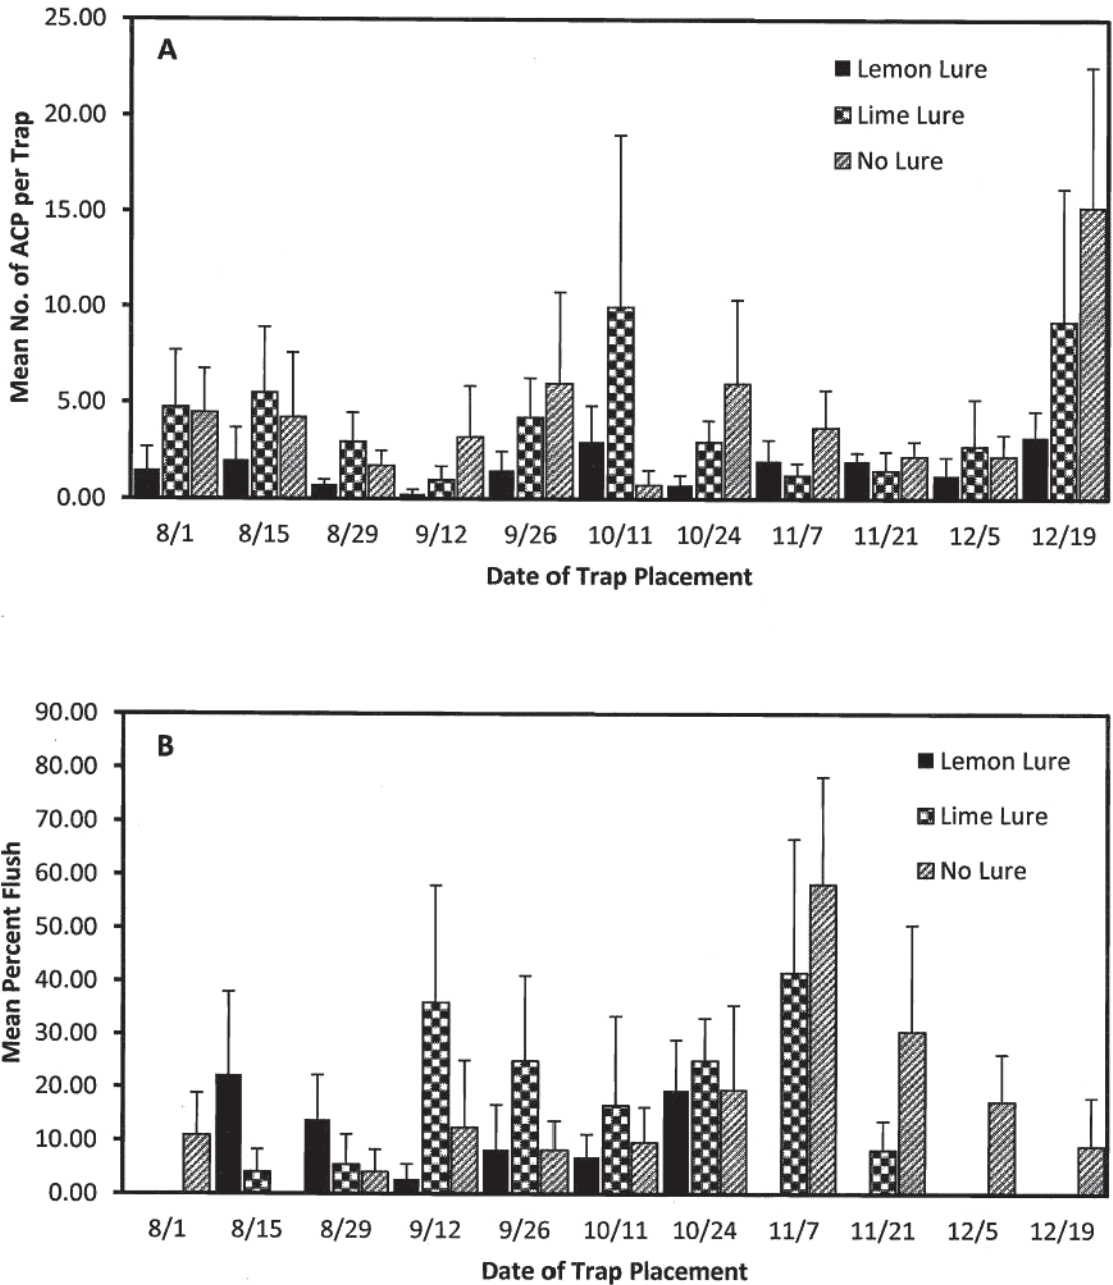 A
Lemon Lure
Lime Lure
No Lure
Mean No. of ACP per Trap
25.00
20.00
15.00
10.00
5.00
0.00
8/1 8/15 8/29 9/12 9/26 10/11 10/24 11/7 11/21 12/5 12/19
Date of Trap Placement
B
Lemon Lure
Lime Lure
No Lure
Mean Percent Flush
90.00
80.00
70.00
60.00
50.00
40.00
30.00
20.00
10.00
0.00
8/1 8/15 8/29 9/12 9/26 10/11 10/24 11/7 11/21 12/5 12/19
Date of Trap Placement